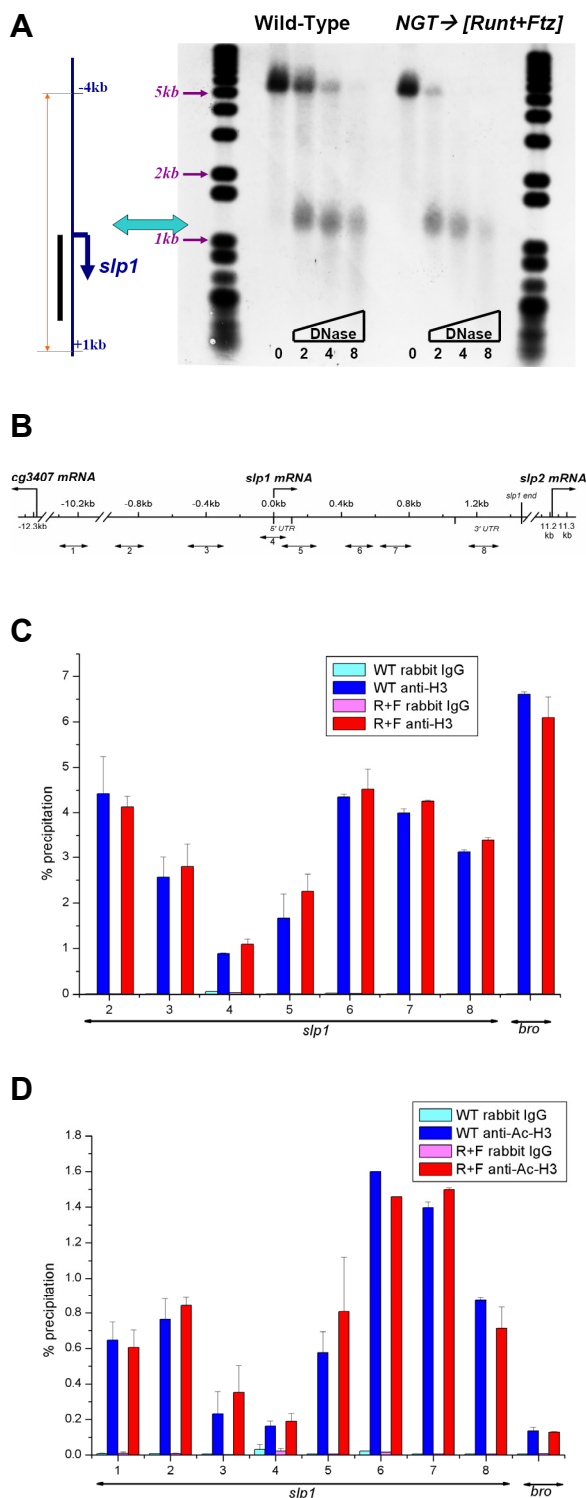 A
Wild-Type NGT→ [Runt+Ftz]
-4kb
5kb
2kb
1kb
slp1
+1kb
DNase DNase
0 2 4 8 0 2 4 8
B
cg3407 mRNA slp1 mRNA slp2 mRNA
-10.2kb -0.8kb -0.4kb 0.0kb 0.4kb 0.8kb 1.2kb slp1 end
-12.3kb 5' UTR 3' UTR 11.2 11.3
kb kb
1 2 3 4 5 6 7 8
C
7
6
5
4
3
2
1
0
% precipitation
WT rabbit IgG
WT anti-H3
R+F rabbit IgG
R+F anti-H3
2 3 4 5 6 7 8
slp1 bro
D
1.8
1.6
1.4
1.2
1.0
0.8
0.6
0.4
0.2
0.0
% precipitation
WT rabbit IgG
WT anti-Ac-H3
R+F rabbit IgG
R+F anti-Ac-H3
1 2 3 4 5 6 7 8
slp1 bro